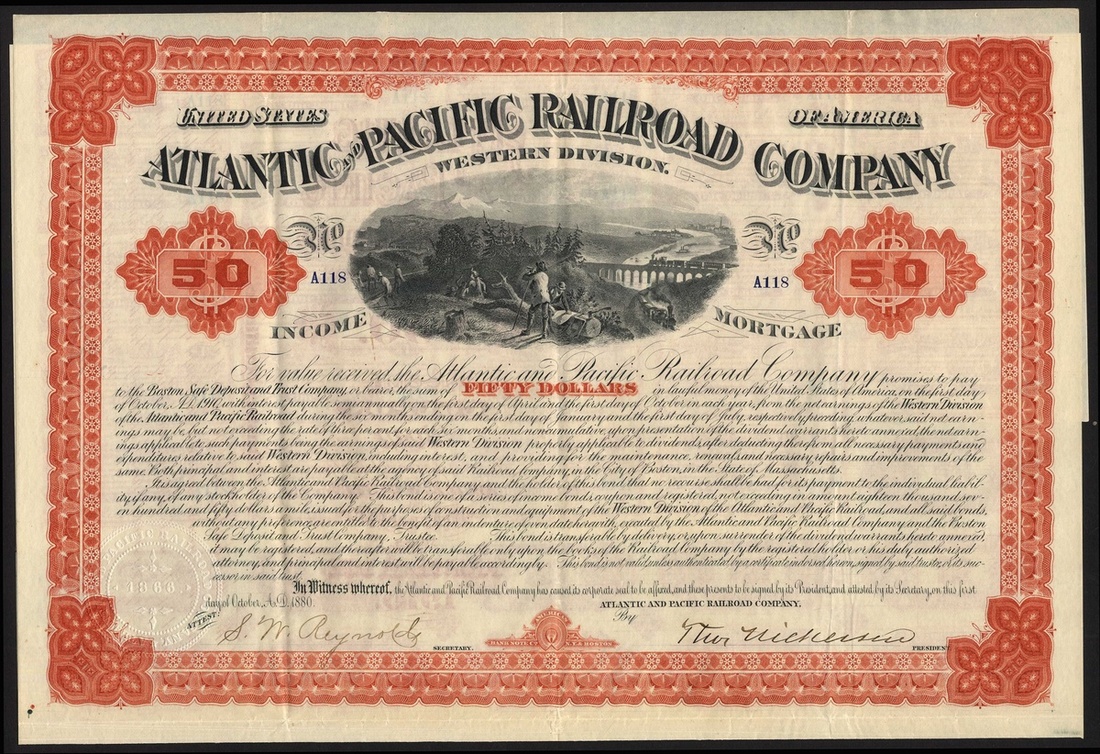 UNITED STATES OF AMERICA
ATLANTIC AND PACIFIC RAILROAD COMPANY
WESTERN DIVISION.
50 No No 50
A118 A118
INCOME MORTGAGE
For value received, the Atlantic and Pacific Railroad Company promises to pay
to the Boston Safe Deposit and Trust Company, or bearer, the sum of FIFTY DOLLARS in lawful money of the United States of America, on the first day
of October A.D. 1910, with interest payable semiannually on the first day of April and the first day of October in each year, from the net earnings of the Western Division
of the Atlantic and Pacific Railroad during the six months ending the first day of January and the first day of July, respectively, preceding, as delivered, said net earn-
ings not to exceed the rate of three per cent for each six months, and non cumulative, upon presentation of the dividend warrants hereto annexed, the net earn-
ings applicable to such payments being the earnings of said Western Division properly applicable to dividends, after deducting therefrom all necessary payments and
expenditures relative to said Western Division, including interest, and providing for the maintenance, renewals and necessary repairs and improvements of the
same. Both principal and interest are payable at the agency of said Railroad Company, in the City of Boston, in the State of Massachusetts.
It is agreed between the Atlantic and Pacific Railroad Company and the holder of this bond, that no recourse shall be had for its payment to the individual liabil-
ity, if any, of any stockholder of the Company. This bond is one of a series of income bonds, coupon and registered, not exceeding in amount eighteen thousand, sev-
en hundred and fifty dollars a mile, issued for the purposes of construction and equipment of the Western Division of the Atlantic and Pacific Railroad, and all said bonds,
without any preference, are entitled to the benefit of an indenture of even date herewith, executed by the Atlantic and Pacific Railroad Company, and the Boston
Safe Deposit and Trust Company, Trustee. This bond is transferable by delivery, or upon surrender of the dividend warrants hereto annexed
it may be registered, and thereafter will be transferable only upon the books of the Railroad Company by the registered holder or his duly authorized
attorney, and principal and interest will be payable accordingly. This bond is not valid unless authenticated by a certificate indorsed hereon, signed by said trustee, or its suc-
cessor in said trust.
In Witness whereof, the Atlantic and Pacific Railroad Company has caused its corporate seal to be affixed, and these presents to be signed by its President, and attested by its Secretary, on this first
day of October, A.D. 1880. ATLANTIC AND PACIFIC RAILROAD COMPANY.
ATTEST: By
S. W. Reynolds Thos. Nickerson
SECRETARY. PRESIDENT
AMERICAN
BANK NOTE CO. N.Y. & BOSTON
PACIFIC RAILROAD
1866